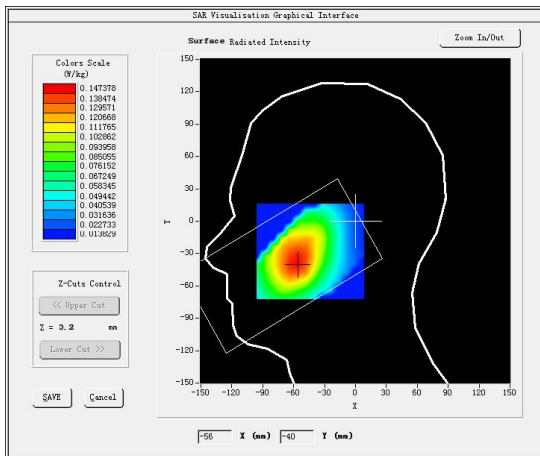 SAR Visualisation Graphical Interface
Surface Radiated Intensity
Zoom In/Out
Colors Scale
(W/kg)
0.147378
0.138474
0.129571
0.120668
0.111765
0.102862
0.093958
0.085055
0.076152
0.067249
0.058345
0.049442
0.040539
0.031636
0.022733
0.013829
Z-Cuts Control
<< Upper Cut
Z = 3.2 mm
Lower Cut >>
SAVE
Cancel
150
120
90
60
30
0
-30
-60
-90
-120
-150
Y
-150 -120 -90 -60 -30 0 30 60 90 120 150
X
-56 X (mm) -40 Y (mm)